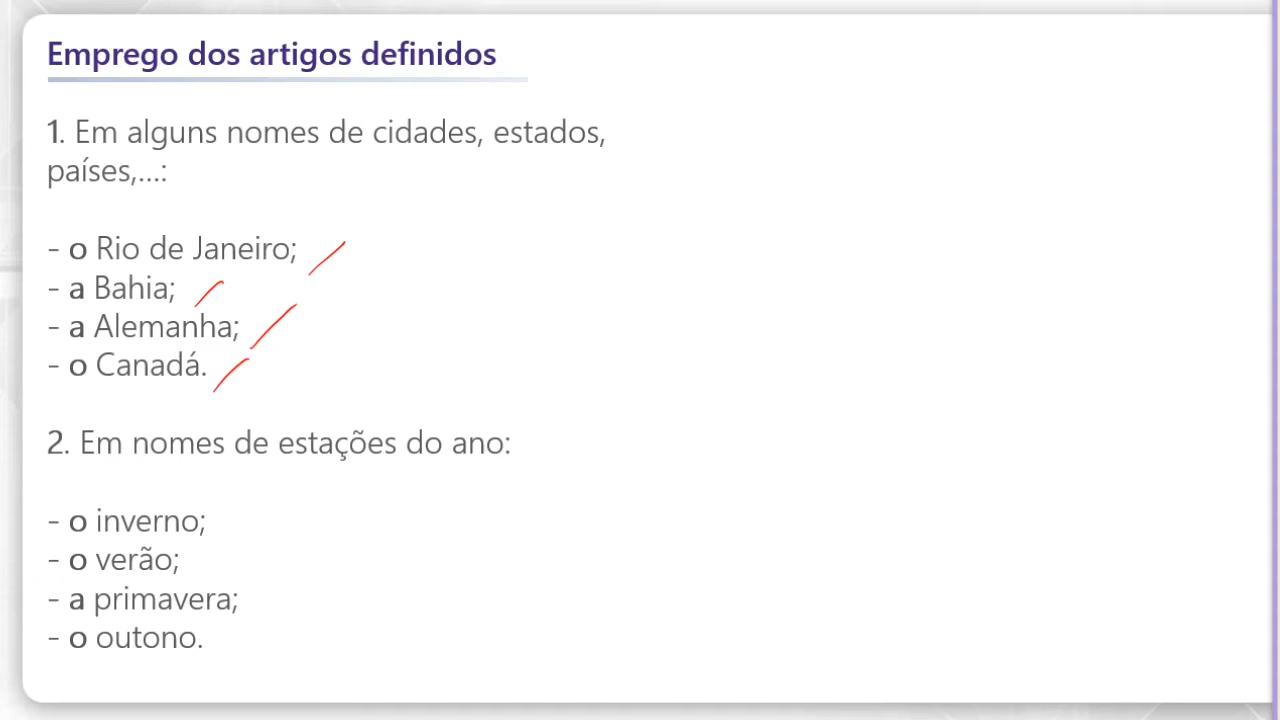 Emprego dos artigos definidos
1. Em alguns nomes de cidades, estados,
países,...:
- o Rio de Janeiro;
- a Bahia;
- a Alemanha;
- o Canadá.
2. Em nomes de estações do ano:
- o inverno;
- o verão;
- a primavera;
- o outono.